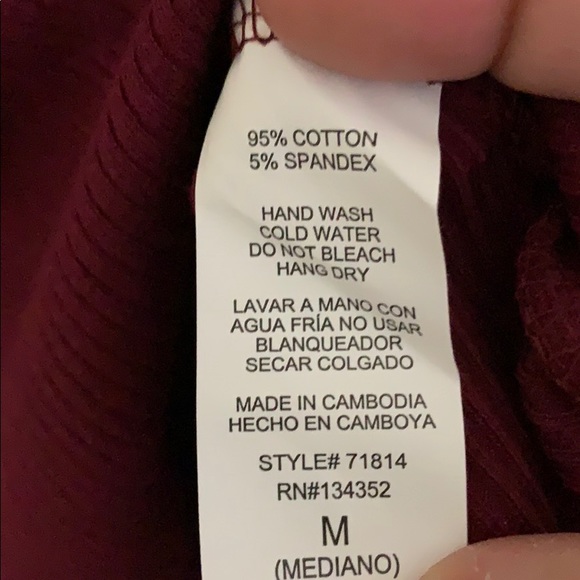 95% COTTON
5% SPANDEX
HAND WASH
COLD WATER
DO NOT BLEACH
HANG DRY
LAVAR A MANO CON
AGUA FRÍA NO USAR
BLANQUEADOR
SECAR COLGADO
MADE IN CAMBODIA
HECHO EN CAMBOYA
STYLE# 71814
RN#134352
M
(MEDIANO)